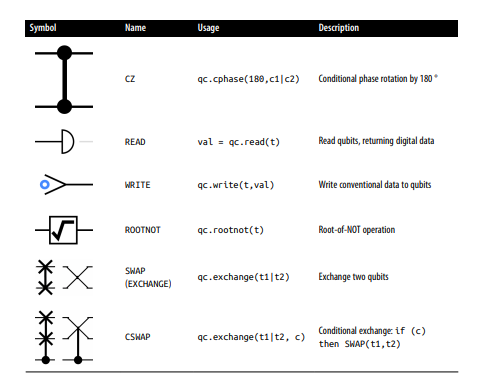 Symbol Name Usage Description
CZ qc.cphase(180,c1|c2) Conditional phase rotation by 180 °
READ val = qc.read(t) Read qubits, returning digital data
WRITE qc.write(t,val) Write conventional data to qubits
ROOTNOT qc.rootnot(t) Root-of-NOT operation
SWAP
(EXCHANGE) qc.exchange(t1|t2) Exchange two qubits
CSWAP qc.exchange(t1|t2, c) Conditional exchange: if (c)
then SWAP(t1,t2)